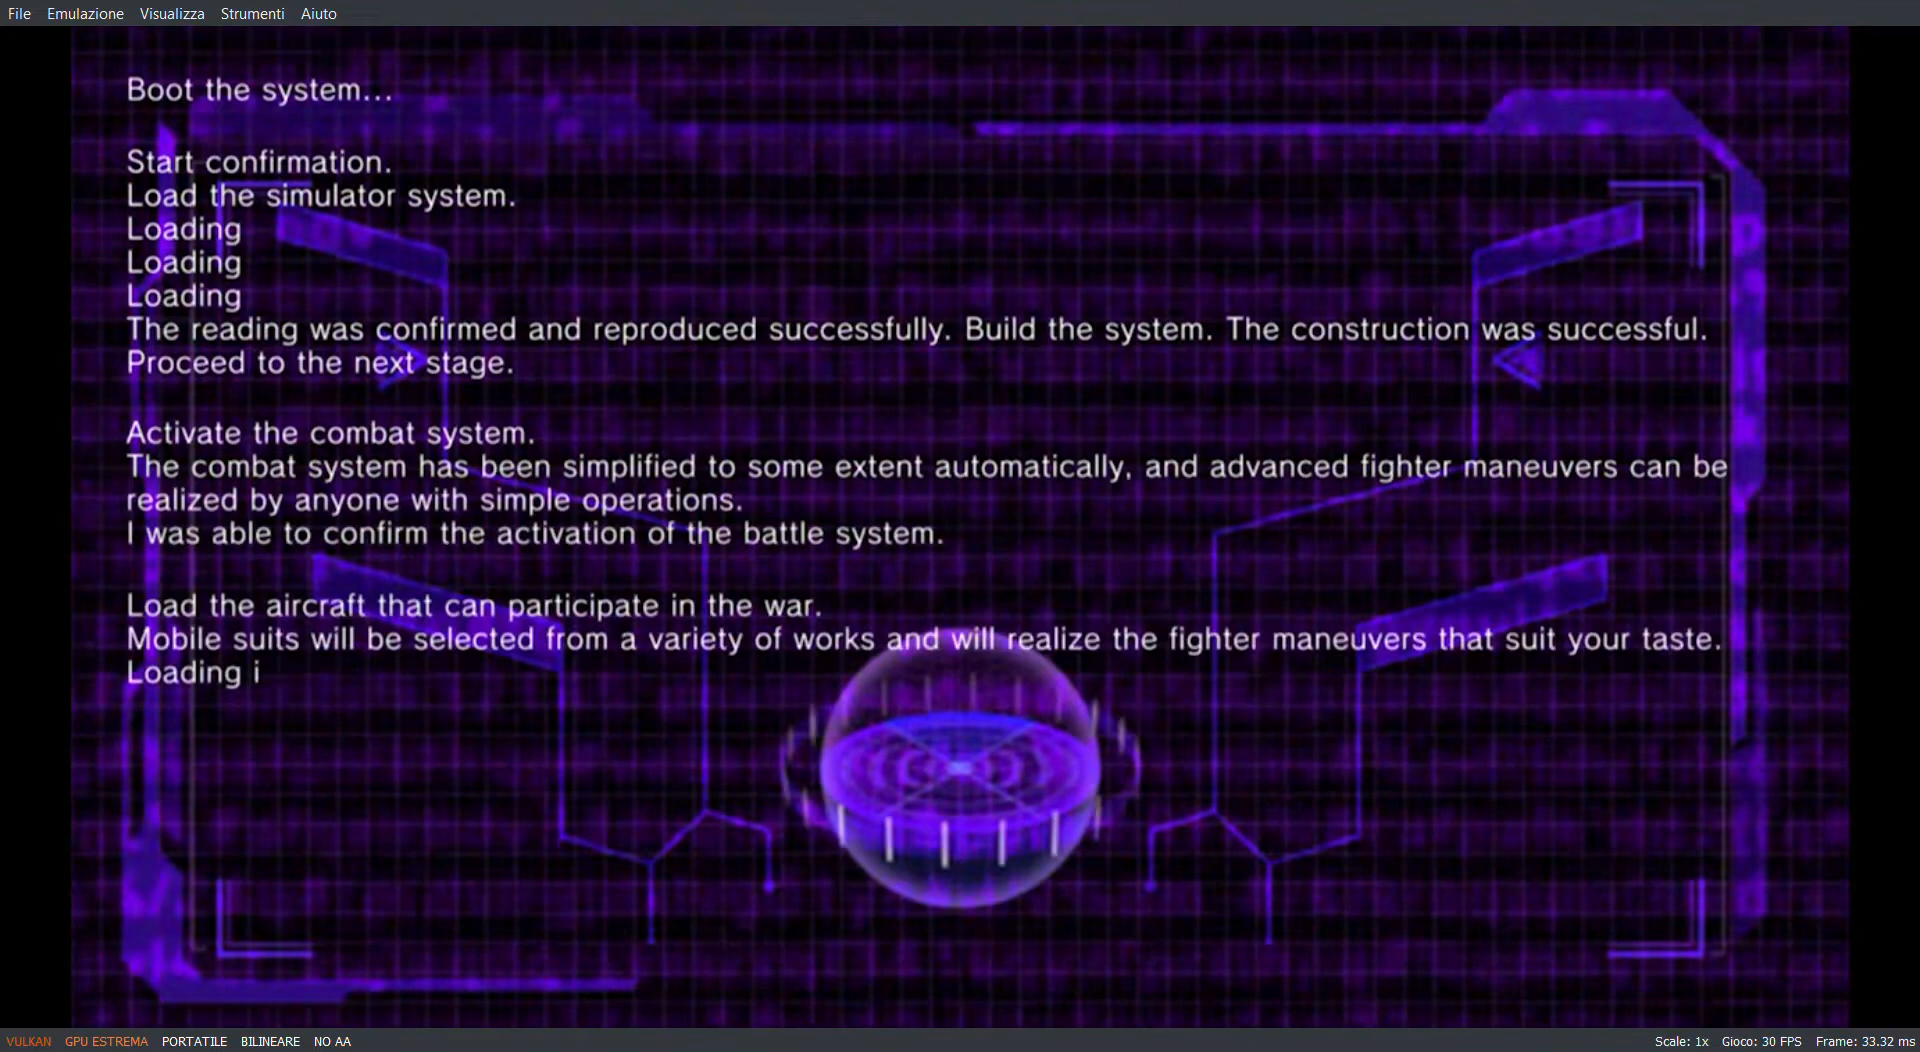 File Emulazione Visualizza Strumenti Aiuto
Boot the system...
Start confirmation.
Load the simulator system.
Loading
Loading
Loading
The reading was confirmed and reproduced successfully. Build the system. The construction was successful.
Proceed to the next stage.
Activate the combat system.
The combat system has been simplified to some extent automatically, and advanced fighter maneuvers can be
realized by anyone with simple operations.
I was able to confirm the activation of the battle system.
Load the aircraft that can participate in the war.
Mobile suits will be selected from a variety of works and will realize the fighter maneuvers that suit your taste.
Loading i
VULKAN GPU ESTREMA PORTATILE BILINEARE NO AA Scale: 1x Gioco: 30 FPS Frame: 33.32 ms